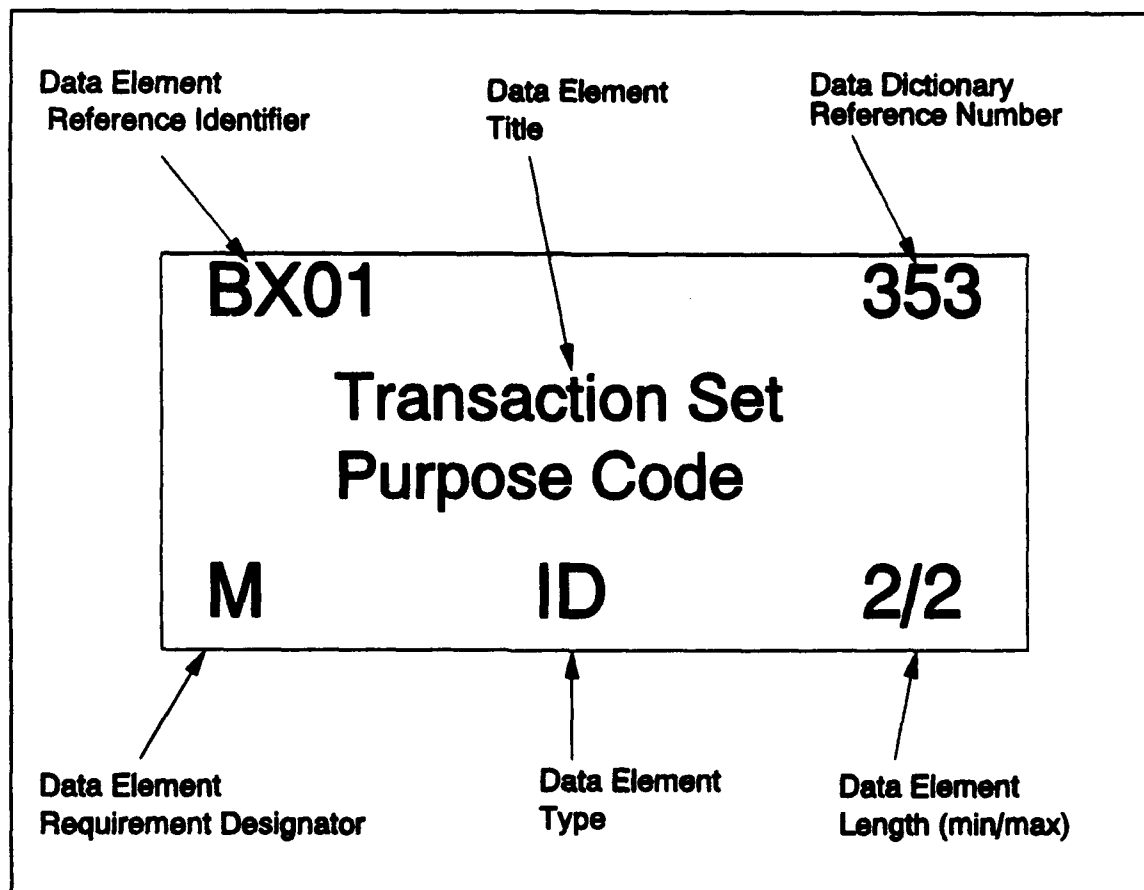 Data Element
Reference Identifier
Data Element
Title
Data Dictionary
Reference Number
BX01
353
Transaction Set
Purpose Code
M
ID
2/2
Data Element
Requirement Designator
Data Element
Type
Data Element
Length (min/max)